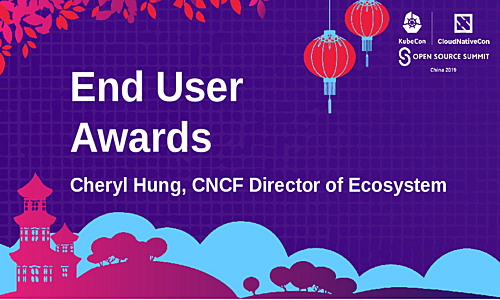 KubeCon | CloudNativeCon
OPEN SOURCE SUMMIT
China 2019
End User
Awards
Cheryl Hung, CNCF Director of Ecosystem